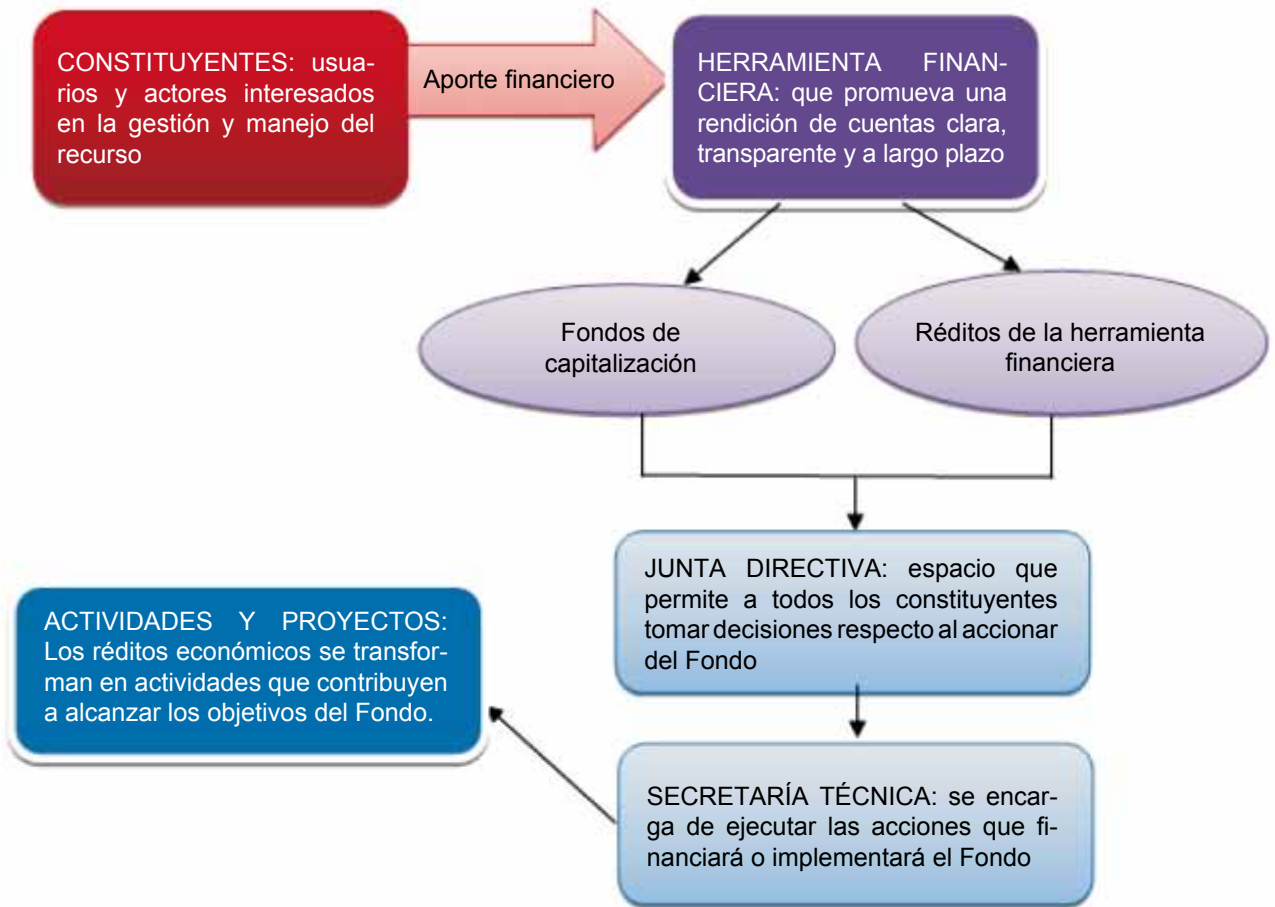 CONSTITUYENTES: usua-
rios y actores interesados
en la gestión y manejo del
recurso
Aporte financiero
HERRAMIENTA FINAN-
CIERA: que promueva una
rendición de cuentas clara,
transparente y a largo plazo
Fondos de
capitalización
Réditos de la herramienta
financiera
JUNTA DIRECTIVA: espacio que
permite a todos los constituyentes
tomar decisiones respecto al accionar
del Fondo
SECRETARÍA TÉCNICA: se encar-
ga de ejecutar las acciones que fi-
nanciará o implementará el Fondo
ACTIVIDADES Y PROYECTOS:
Los réditos económicos se transfor-
man en actividades que contribuyen
a alcanzar los objetivos del Fondo.